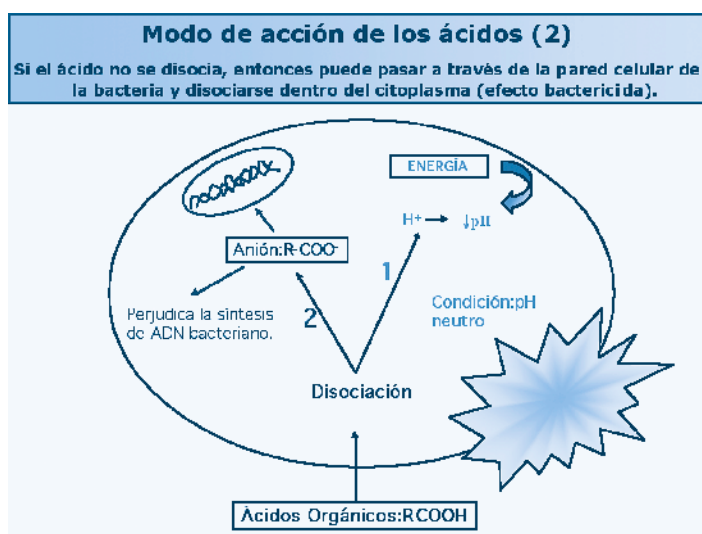 Modo de acción de los ácidos (2)
Si el ácido no se disocia, entonces puede pasar a través de la pared celular de
la bacteria y disociarse dentro del citoplasma (efecto bactericida).
ENERGÍA
H+ ↓pH
Anión:R-COO-
1
Perjudica la síntesis
de ADN bacteriano.
2
Condición:pH
neutro
Disociación
Ácidos Orgánicos:RCOOH